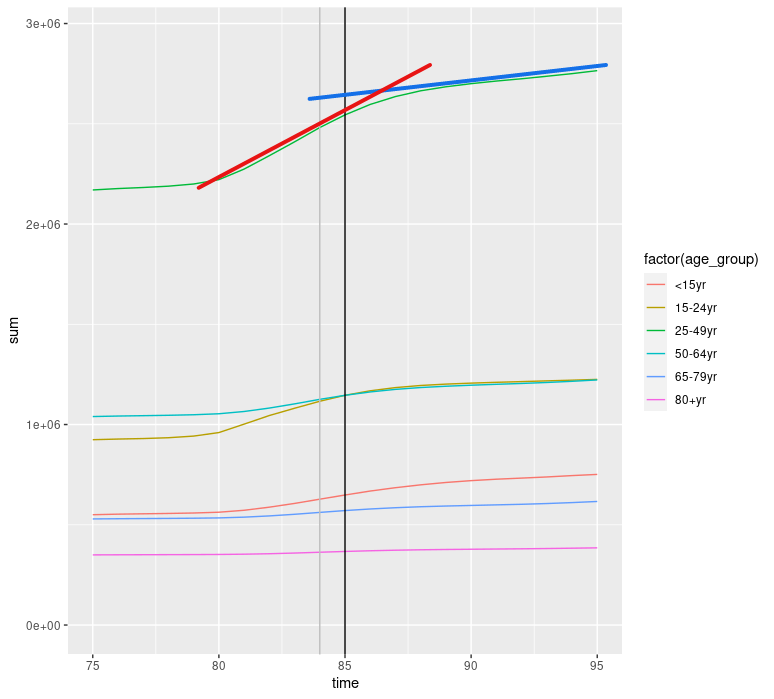 3e+06
2e+06
1e+06
0e+00
sum
75 80 85 90 95
time
factor(age_group)
<15yr
15-24yr
25-49yr
50-64yr
65-79yr
80+yr